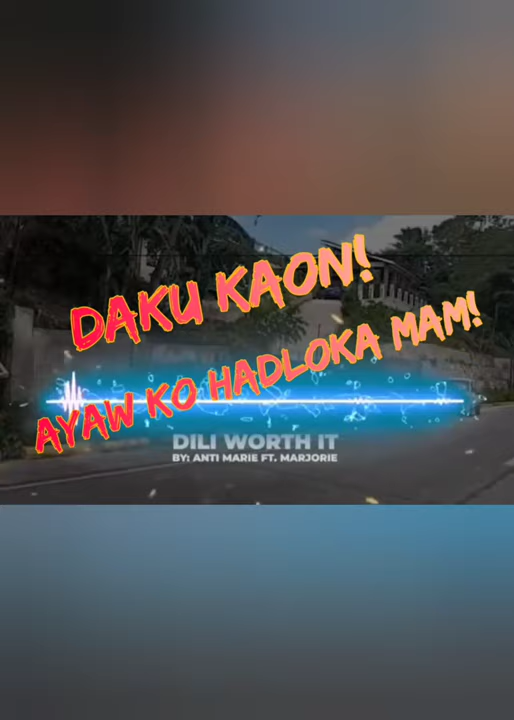 DAKU KAON!
AYAW KO HADLOKA MAM!
DILI WORTH IT
BY: ANTI MARIE FT. MARJORIE